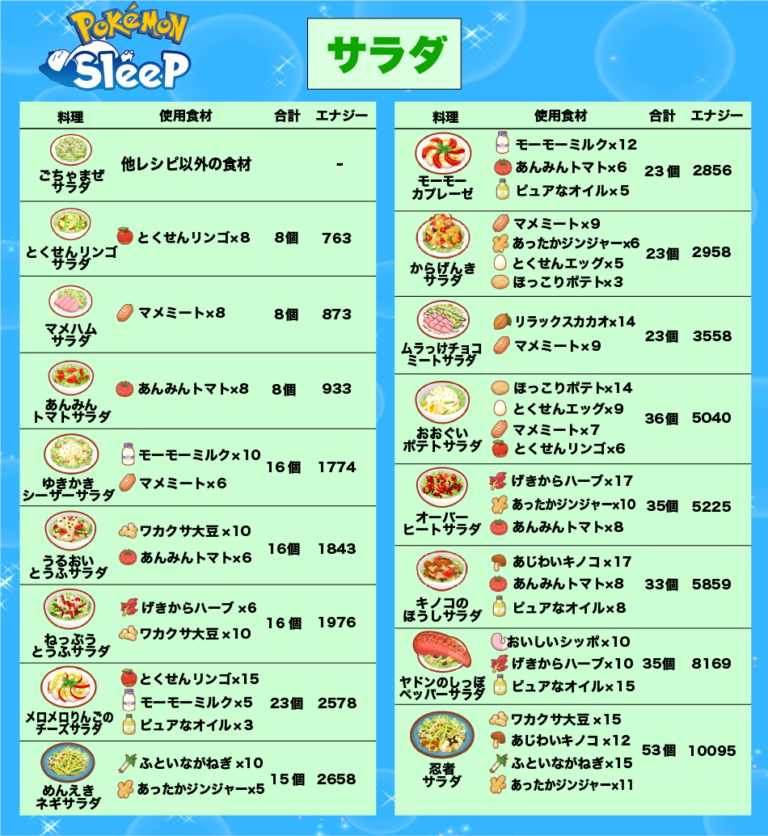 POKéMON
Sleep
サラダ
料理 使用食材 合計 エナジー
ごちゃまぜ
サラダ
他レシピ以外の食材 -
とくせんリンゴ
サラダ
とくせんリンゴ×8 8個 763
マメハム
サラダ
マメミート×8 8個 873
あんみん
トマトサラダ
あんみんトマト×8 8個 933
ゆきかき
シーザーサラダ
モーモーミルク×10
マメミート×6
16個 1774
うるおい
とうふサラダ
ワカクサ大豆×10
あんみんトマト×6
16個 1843
ねっぷう
とうふサラダ
げきからハーブ×6
ワカクサ大豆×10
16個 1976
メロメロりんごの
チーズサラダ
とくせんリンゴ×15
モーモーミルク×5
ピュアなオイル×3
23個 2578
めんえき
ネギサラダ
ふといながねぎ×10
あったかジンジャー×5
15個 2658
料理 使用食材 合計 エナジー
モーモー
カプレーゼ
モーモーミルク×12
あんみんトマト×6
ピュアなオイル×5
23個 2856
からげんき
サラダ
マメミート×9
あったかジンジャー×6
とくせんエッグ×5
ほっこりポテト×3
23個 2958
ムラっけチョコ
ミートサラダ
リラックスカカオ×14
マメミート×9
23個 3558
おおぐい
ポテトサラダ
ほっこりポテト×14
とくせんエッグ×9
マメミート×7
とくせんリンゴ×6
36個 5040
オーバー
ヒートサラダ
げきからハーブ×17
あったかジンジャー×10
あんみんトマト×8
35個 5225
キノコの
ほうしサラダ
あじわいキノコ×17
あんみんトマト×8
ピュアなオイル×8
33個 5859
ヤドンのしっぽ
ペッパーサラダ
おいしいシッポ×10
げきからハーブ×10
ピュアなオイル×15
35個 8169
忍者
サラダ
ワカクサ大豆×15
あじわいキノコ×12
ふといながねぎ×15
あったかジンジャー×11
53個 10095